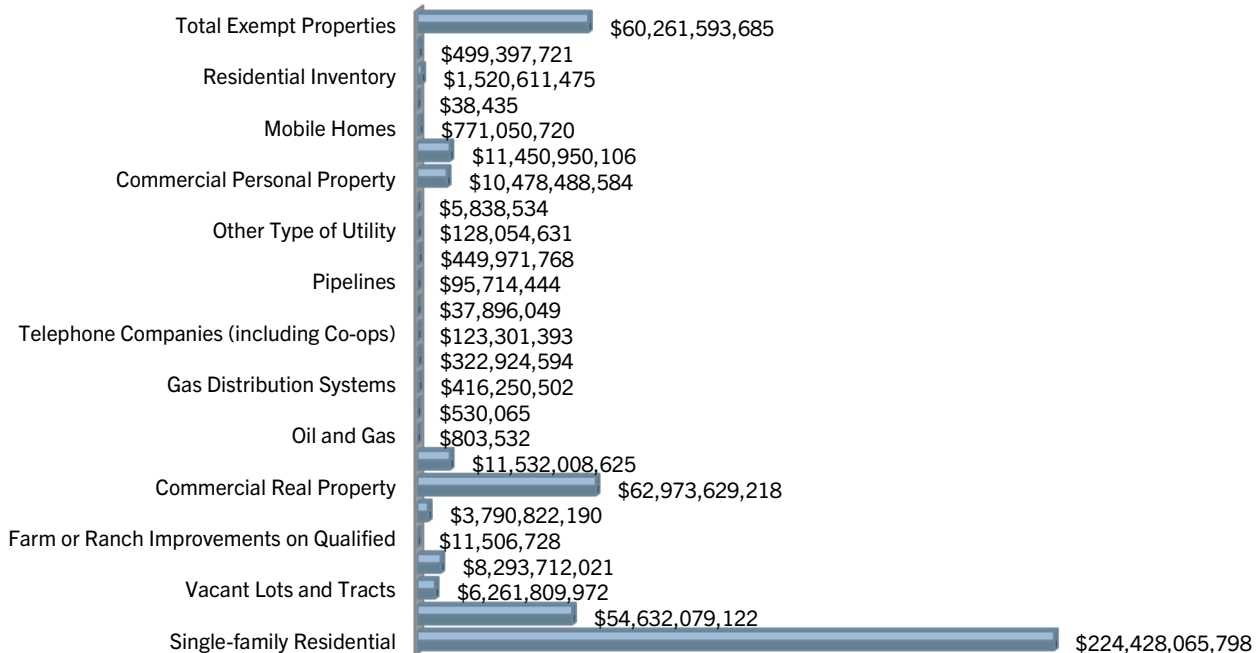 Total Exempt Properties $60,261,593,685
$499,397,721
Residential Inventory $1,520,611,475
$38,435
Mobile Homes $771,050,720
$11,450,950,106
Commercial Personal Property $10,478,488,584
$5,838,534
Other Type of Utility $128,054,631
$449,971,768
Pipelines $95,714,444
$37,896,049
Telephone Companies (including Co-ops) $123,301,393
$322,924,594
Gas Distribution Systems $416,250,502
$530,065
Oil and Gas $803,532
$11,532,008,625
Commercial Real Property $62,973,629,218
$3,790,822,190
Farm or Ranch Improvements on Qualified $11,506,728
$8,293,712,021
Vacant Lots and Tracts $6,261,809,972
$54,632,079,122
Single-family Residential $224,428,065,798